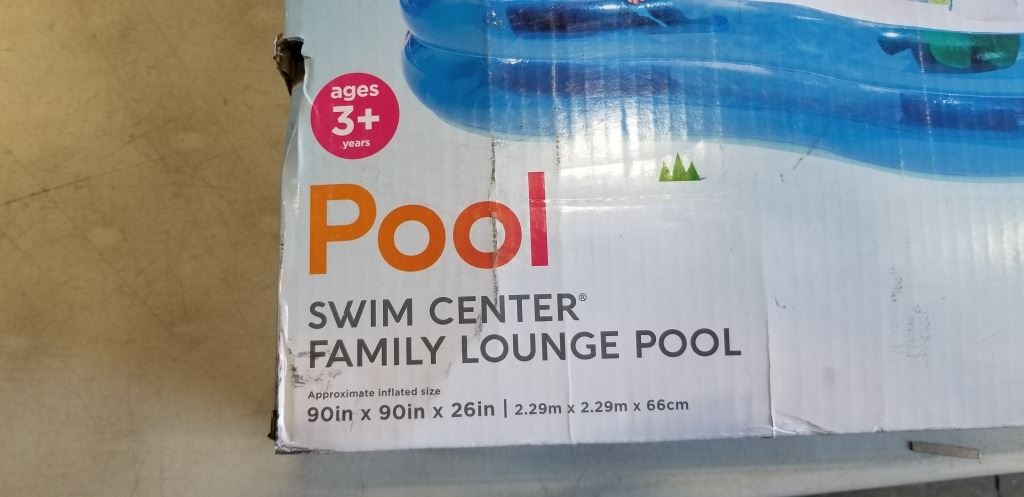 ages
3+
years
Pool
SWIM CENTER®
FAMILY LOUNGE POOL
Approximate inflated size
90in x 90in x 26in | 2.29m x 2.29m x 66cm